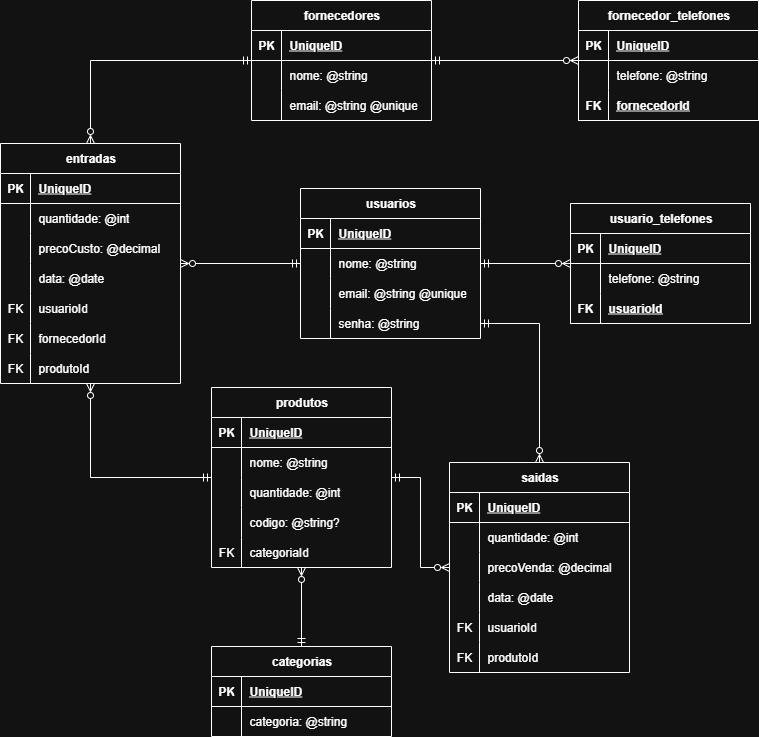 fornecedores
PK UniqueID
nome: @string
email: @string @unique
fornecedor_telefones
PK UniqueID
telefone: @string
FK fornecedorId
entradas
PK UniqueID
quantidade: @int
precoCusto: @decimal
data: @date
FK usuarioId
FK fornecedorId
FK produtoId
usuarios
PK UniqueID
nome: @string
email: @string @unique
senha: @string
usuario_telefones
PK UniqueID
telefone: @string
FK usuarioId
produtos
PK UniqueID
nome: @string
quantidade: @int
codigo: @string?
FK categoriaId
saidas
PK UniqueID
quantidade: @int
precoVenda: @decimal
data: @date
FK usuarioId
FK produtoId
categorias
PK UniqueID
categoria: @string